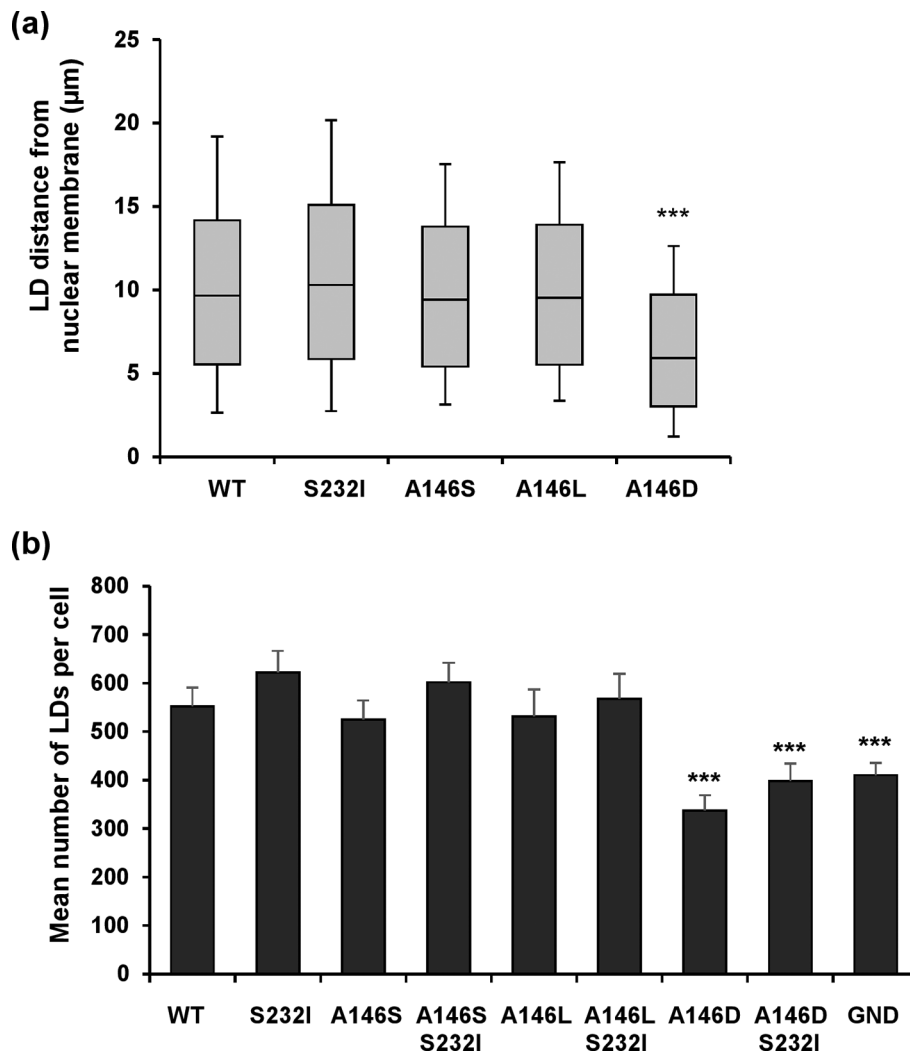 (a)
LD distance from
nuclear membrane (µm)
25
20
15
10
5
0
***
WT S232I A146S A146L A146D
(b)
Mean number of LDs per cell
800
700
600
500
400
300
200
100
0
*** *** ***
WT S232I A146S A146S A146L A146L A146D A146D GND
S232I S232I S232I